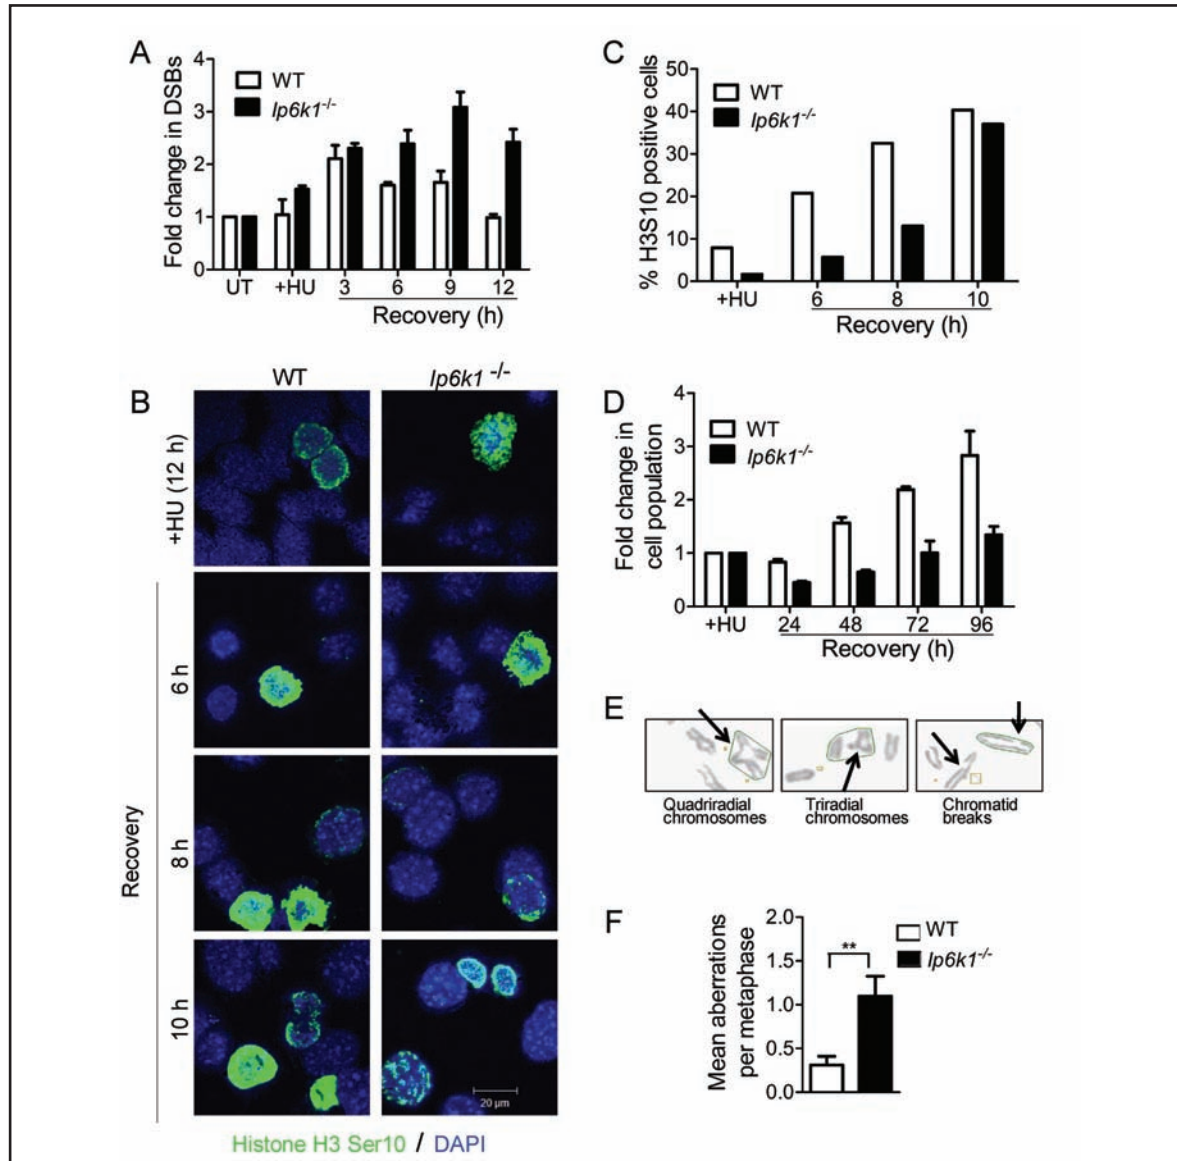 A
Fold change in DSBs
4
3
2
1
0
WT
Ip6k1-/-
UT
+HU
3
6
9
12
Recovery (h)
C
% H3S10 positive cells
50
40
30
20
10
0
WT
Ip6k1-/-
+HU
6
8
10
Recovery (h)
B
WT
Ip6k1 -/-
+HU (12 h)
6 h
8 h
10 h
Recovery
20 µm
Histone H3 Ser10 / DAPI
D
Fold change in
cell population
4
3
2
1
0
WT
Ip6k1-/-
+HU
24
48
72
96
Recovery (h)
E
Quadriradial
chromosomes
Triradial
chromosomes
Chromatid
breaks
F
Mean aberrations
per metaphase
2.0
1.5
1.0
0.5
0.0
**
WT
Ip6k1-/-